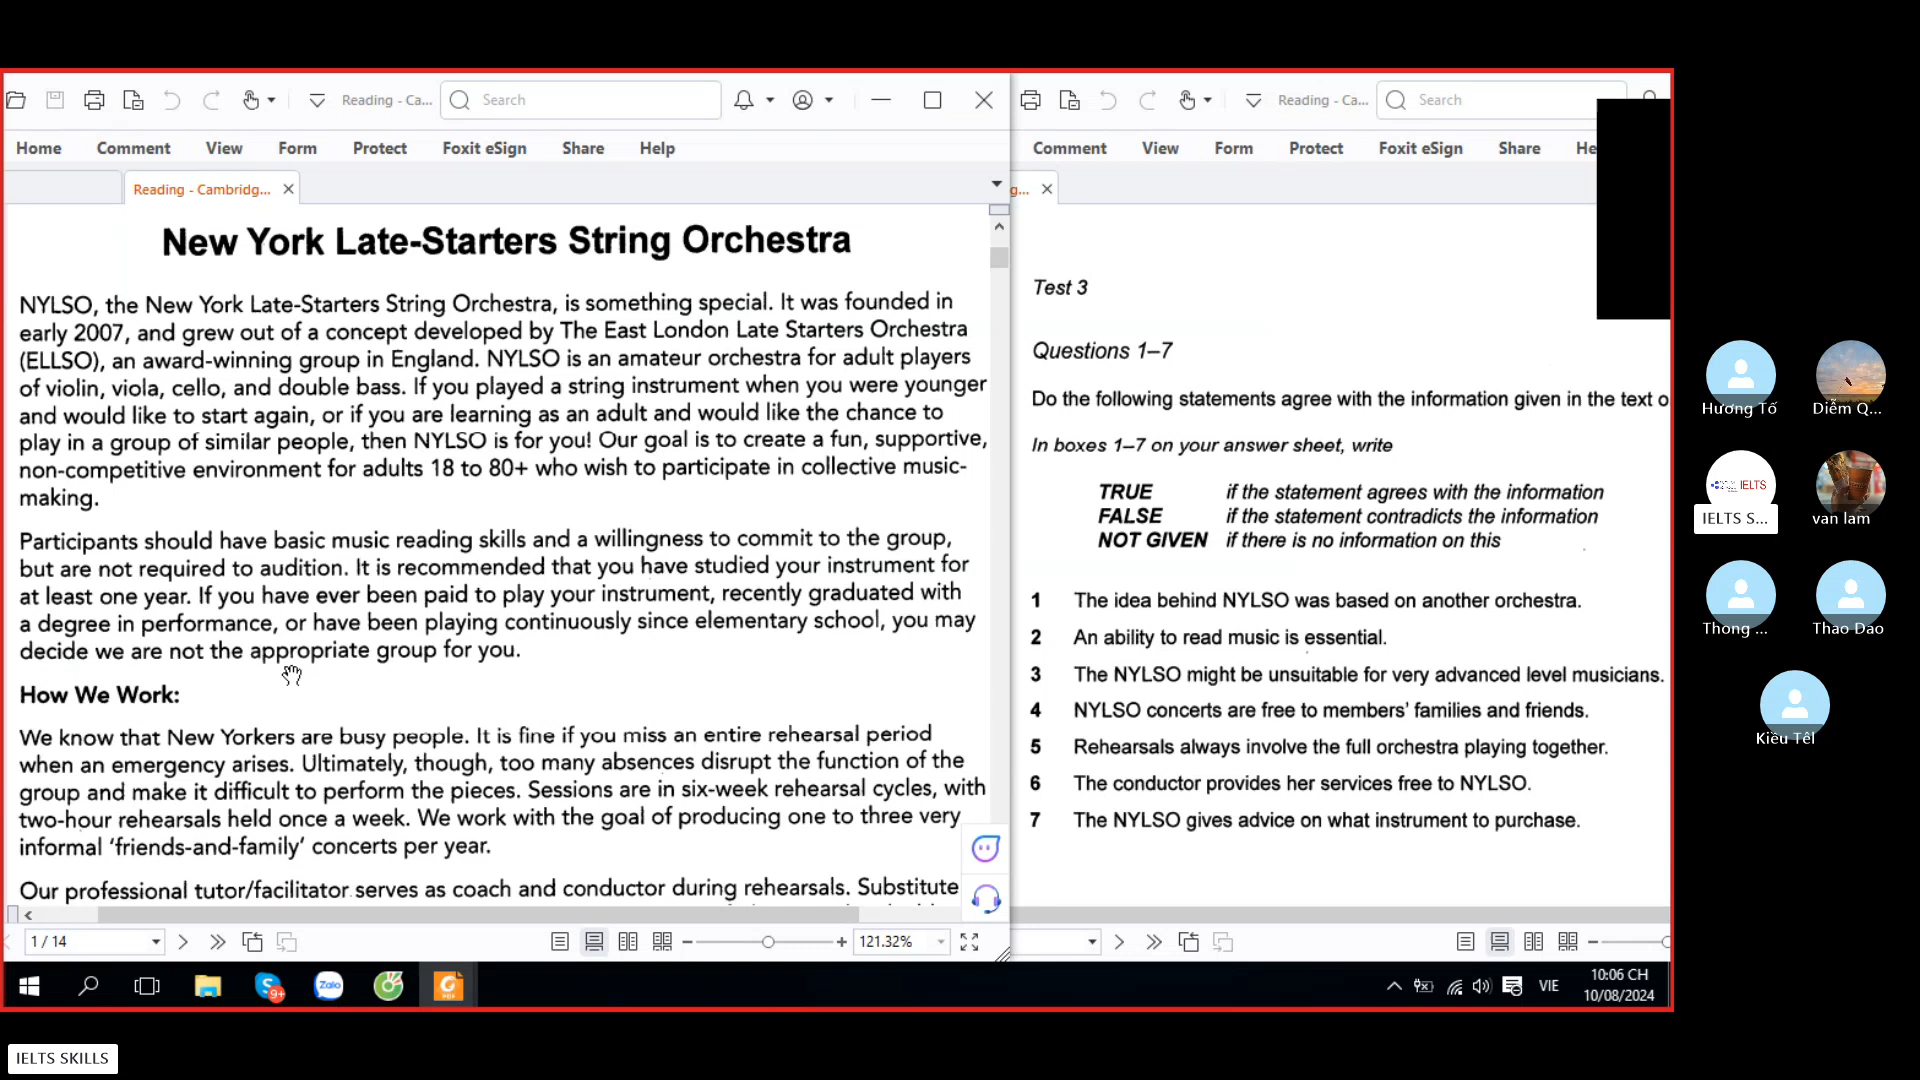 Reading - Ca...
Search
Reading - Ca...
Search
Home Comment View Form Protect Foxit eSign Share Help
Comment View Form Protect Foxit eSign Share He
Reading - Cambridg...
g...
New York Late-Starters String Orchestra
NYLSO, the New York Late-Starters String Orchestra, is something special. It was founded in
early 2007, and grew out of a concept developed by The East London Late Starters Orchestra
(ELLSO), an award-winning group in England. NYLSO is an amateur orchestra for adult players
of violin, viola, cello, and double bass. If you played a string instrument when you were younger
and would like to start again, or if you are learning as an adult and would like the chance to
play in a group of similar people, then NYLSO is for you! Our goal is to create a fun, supportive,
non-competitive environment for adults 18 to 80+ who wish to participate in collective music-
making.
Participants should have basic music reading skills and a willingness to commit to the group,
but are not required to audition. It is recommended that you have studied your instrument for
at least one year. If you have ever been paid to play your instrument, recently graduated with
a degree in performance, or have been playing continuously since elementary school, you may
decide we are not the appropriate group for you.
How We Work:
We know that New Yorkers are busy people. It is fine if you miss an entire rehearsal period
when an emergency arises. Ultimately, though, too many absences disrupt the function of the
group and make it difficult to perform the pieces. Sessions are in six-week rehearsal cycles, with
two-hour rehearsals held once a week. We work with the goal of producing one to three very
informal ‘friends-and-family’ concerts per year.
Our professional tutor/facilitator serves as coach and conductor during rehearsals. Substitute
Test 3
Questions 1–7
Do the following statements agree with the information given in the text o
In boxes 1–7 on your answer sheet, write
TRUE if the statement agrees with the information
FALSE if the statement contradicts the information
NOT GIVEN if there is no information on this
1 The idea behind NYLSO was based on another orchestra.
2 An ability to read music is essential.
3 The NYLSO might be unsuitable for very advanced level musicians.
4 NYLSO concerts are free to members’ families and friends.
5 Rehearsals always involve the full orchestra playing together.
6 The conductor provides her services free to NYLSO.
7 The NYLSO gives advice on what instrument to purchase.
1 / 14
121.32%
9+
Zalo
PDF
VIE
10:06 CH
10/08/2024
Hương Tố
Diễm Q...
IELTS
IELTS S...
van lam
Thong ...
Thao Dao
Kiều Têl
IELTS SKILLS